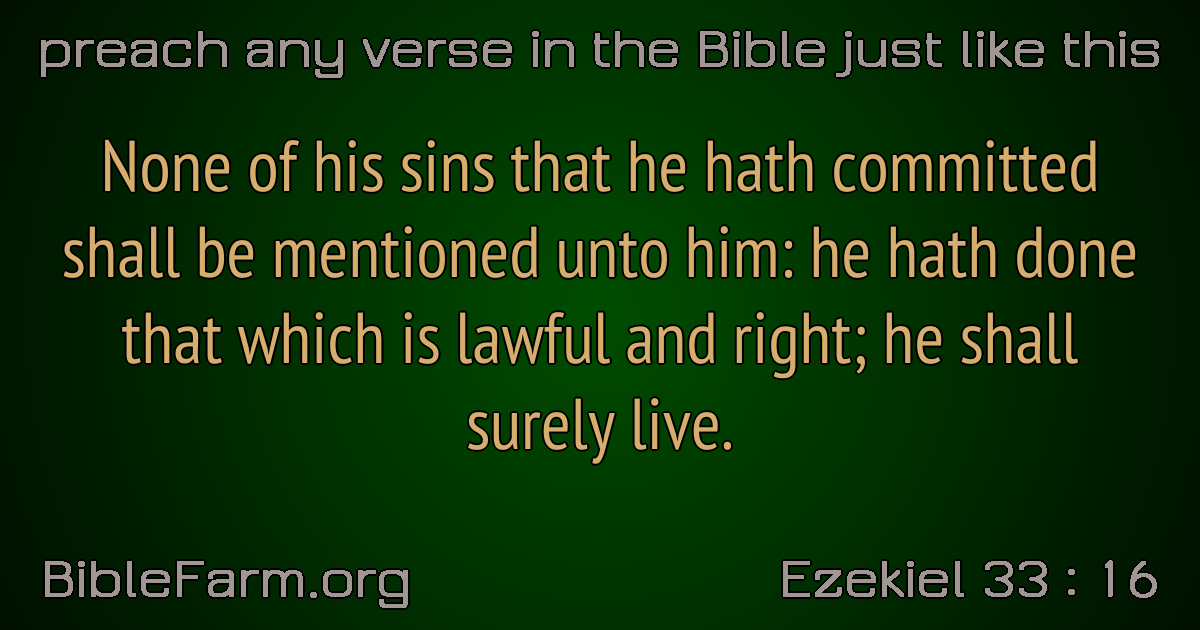 preach any verse in the Bible just like this
None of his sins that he hath committed
shall be mentioned unto him: he hath done
that which is lawful and right; he shall
surely live.
BibleFarm.org
Ezekiel 33 : 16